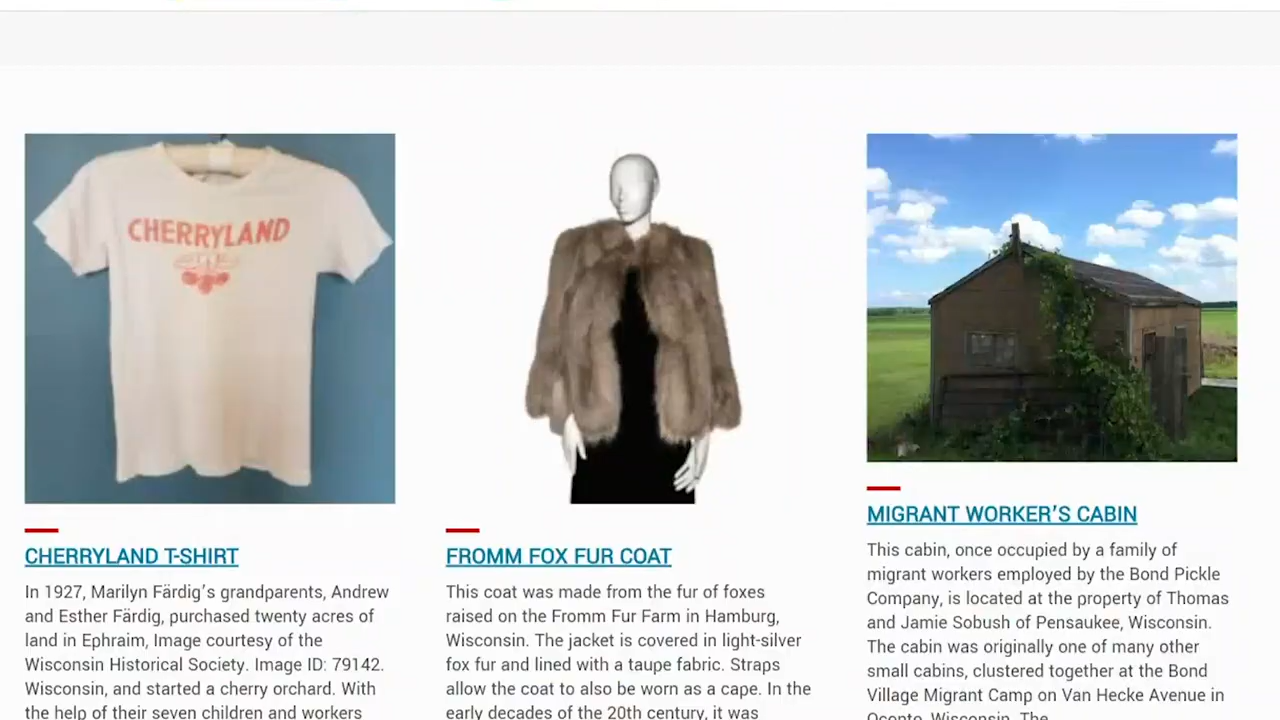 CHERRYLAND
CHERRYLAND T-SHIRT
In 1927, Marilyn Färdig's grandparents, Andrew
and Esther Färdig, purchased twenty acres of
land in Ephraim, Image courtesy of the
Wisconsin Historical Society. Image ID: 79142.
Wisconsin, and started a cherry orchard. With
the help of their seven children and workers
FROMM FOX FUR COAT
This coat was made from the fur of foxes
raised on the Fromm Fur Farm in Hamburg,
Wisconsin. The jacket is covered in light-silver
fox fur and lined with a taupe fabric. Straps
allow the coat to also be worn as a cape. In the
early decades of the 20th century, it was
MIGRANT WORKER'S CABIN
This cabin, once occupied by a family of
migrant workers employed by the Bond Pickle
Company, is located at the property of Thomas
and Jamie Sobush of Pensaukee, Wisconsin.
The cabin was originally one of many other
small cabins, clustered together at the Bond
Village Migrant Camp on Van Hecke Avenue in
Oconto, Wisconsin. The